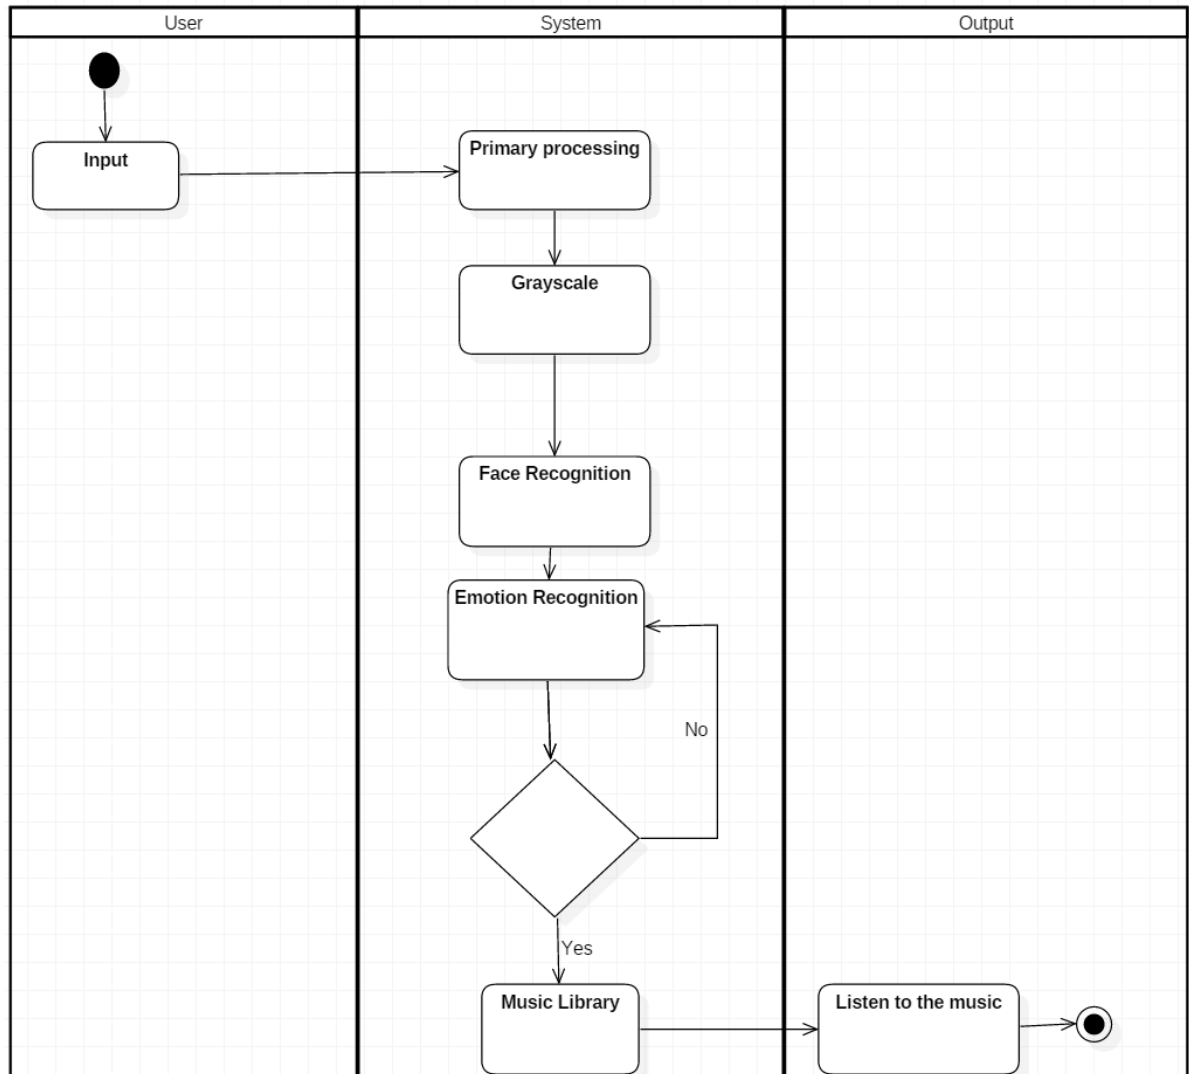 User
System
Output
Input
Primary processing
Grayscale
Face Recognition
Emotion Recognition
No
Yes
Music Library
Listen to the music